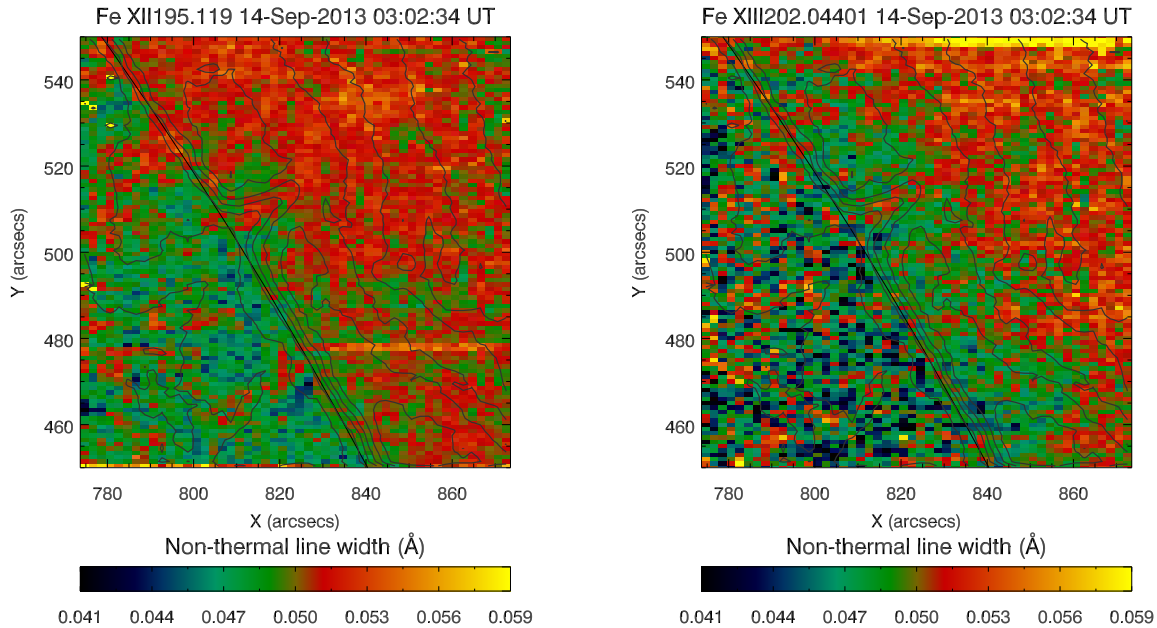 Fe XII195.119 14-Sep-2013 03:02:34 UT
540
520
500
480
460
Y (arcsecs)
780 800 820 840 860
X (arcsecs)
Non-thermal line width (Å)
0.041 0.044 0.047 0.050 0.053 0.056 0.059
Fe XIII202.04401 14-Sep-2013 03:02:34 UT
540
520
500
480
460
Y (arcsecs)
780 800 820 840 860
X (arcsecs)
Non-thermal line width (Å)
0.041 0.044 0.047 0.050 0.053 0.056 0.059